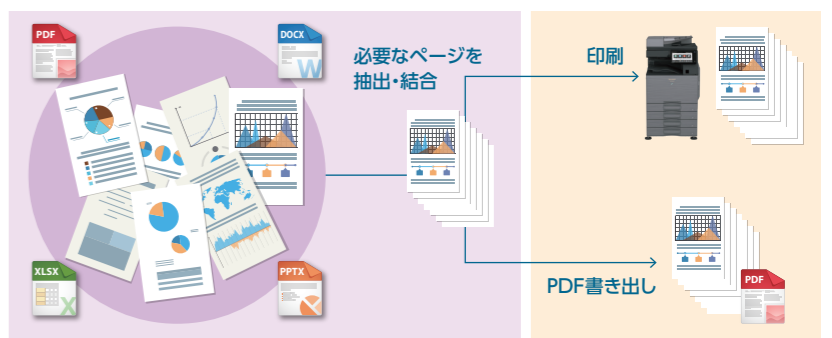 PDF
DOCX
W
必要なページを
抽出・結合
印刷
XLSX
X
PPTX
PDF書き出し
PDF